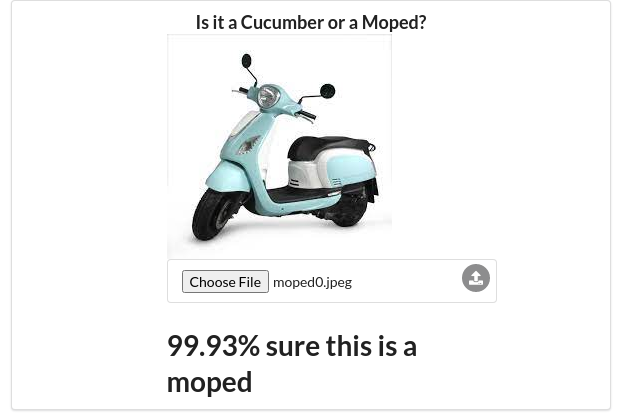 Is it a Cucumber or a Moped?
Choose File moped0.jpeg
99.93% sure this is a
moped